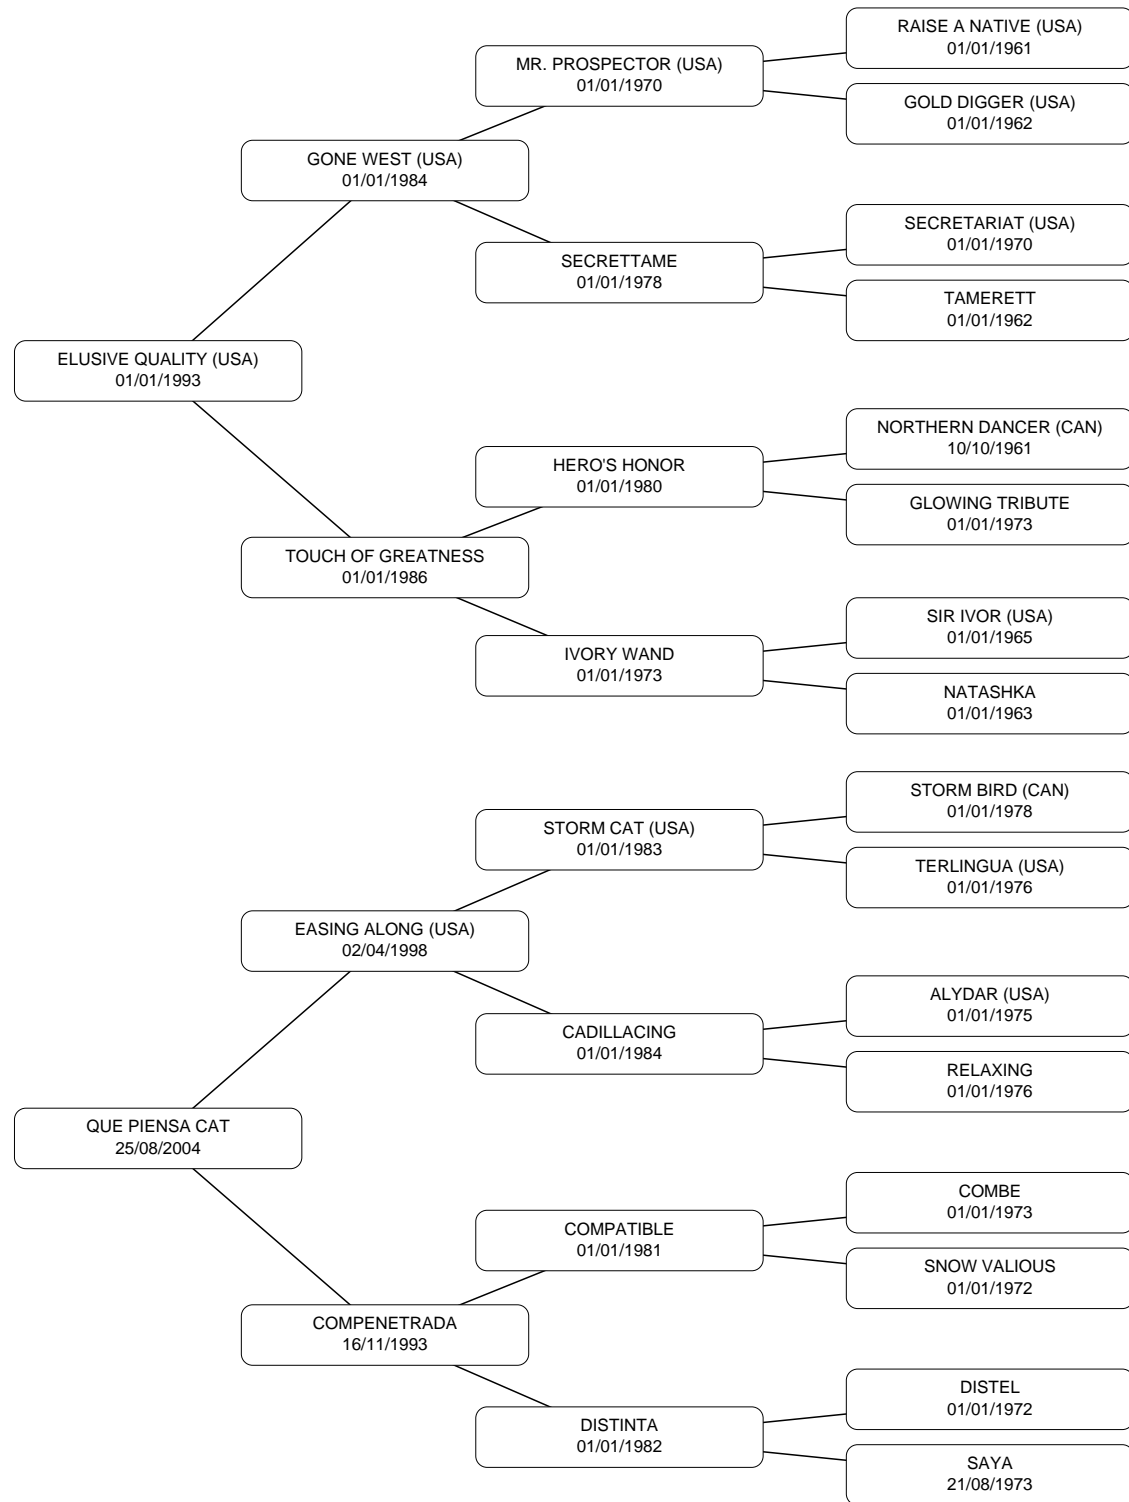 RAISE A NATIVE (USA)
01/01/1961
MR. PROSPECTOR (USA)
01/01/1970
GOLD DIGGER (USA)
01/01/1962
GONE WEST (USA)
01/01/1984
SECRETARIAT (USA)
01/01/1970
SECRETTAME
01/01/1978
TAMERETT
01/01/1962
ELUSIVE QUALITY (USA)
01/01/1993
NORTHERN DANCER (CAN)
10/10/1961
HERO'S HONOR
01/01/1980
GLOWING TRIBUTE
01/01/1973
TOUCH OF GREATNESS
01/01/1986
SIR IVOR (USA)
01/01/1965
IVORY WAND
01/01/1973
NATASHKA
01/01/1963
STORM BIRD (CAN)
01/01/1978
STORM CAT (USA)
01/01/1983
TERLINGUA (USA)
01/01/1976
EASING ALONG (USA)
02/04/1998
ALYDAR (USA)
01/01/1975
CADILLACING
01/01/1984
RELAXING
01/01/1976
QUE PIENSA CAT
25/08/2004
COMBE
01/01/1973
COMPATIBLE
01/01/1981
SNOW VALIOUS
01/01/1972
COMPENETRADA
16/11/1993
DISTEL
01/01/1972
DISTINTA
01/01/1982
SAYA
21/08/1973